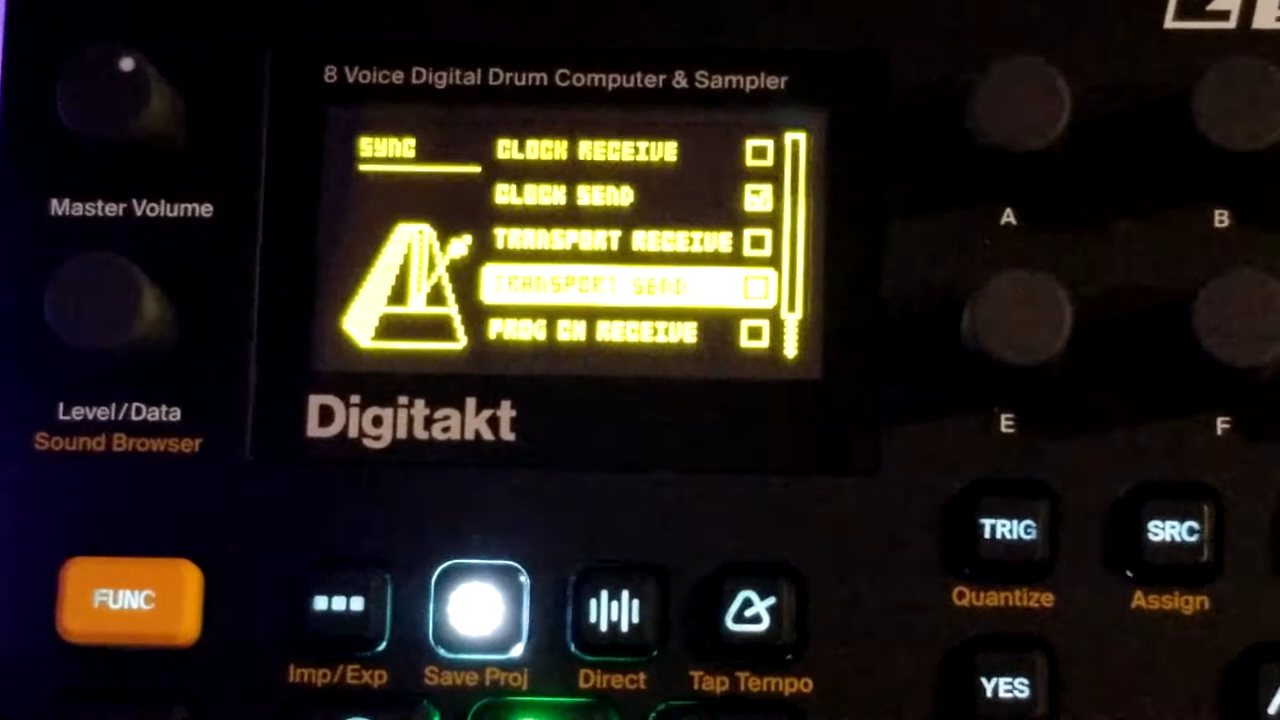 8 Voice Digital Drum Computer & Sampler
SYNC
CLOCK RECEIVE
CLOCK SEND
TRANSPORT RECEIVE
TRANSPORT SEND
PROG CH RECEIVE
Master Volume
A
B
Level/Data
Sound Browser
Digitakt
E
F
FUNC
TRIG
SRC
Quantize
Assign
Imp/Exp
Save Proj
Direct
Tap Tempo
YES